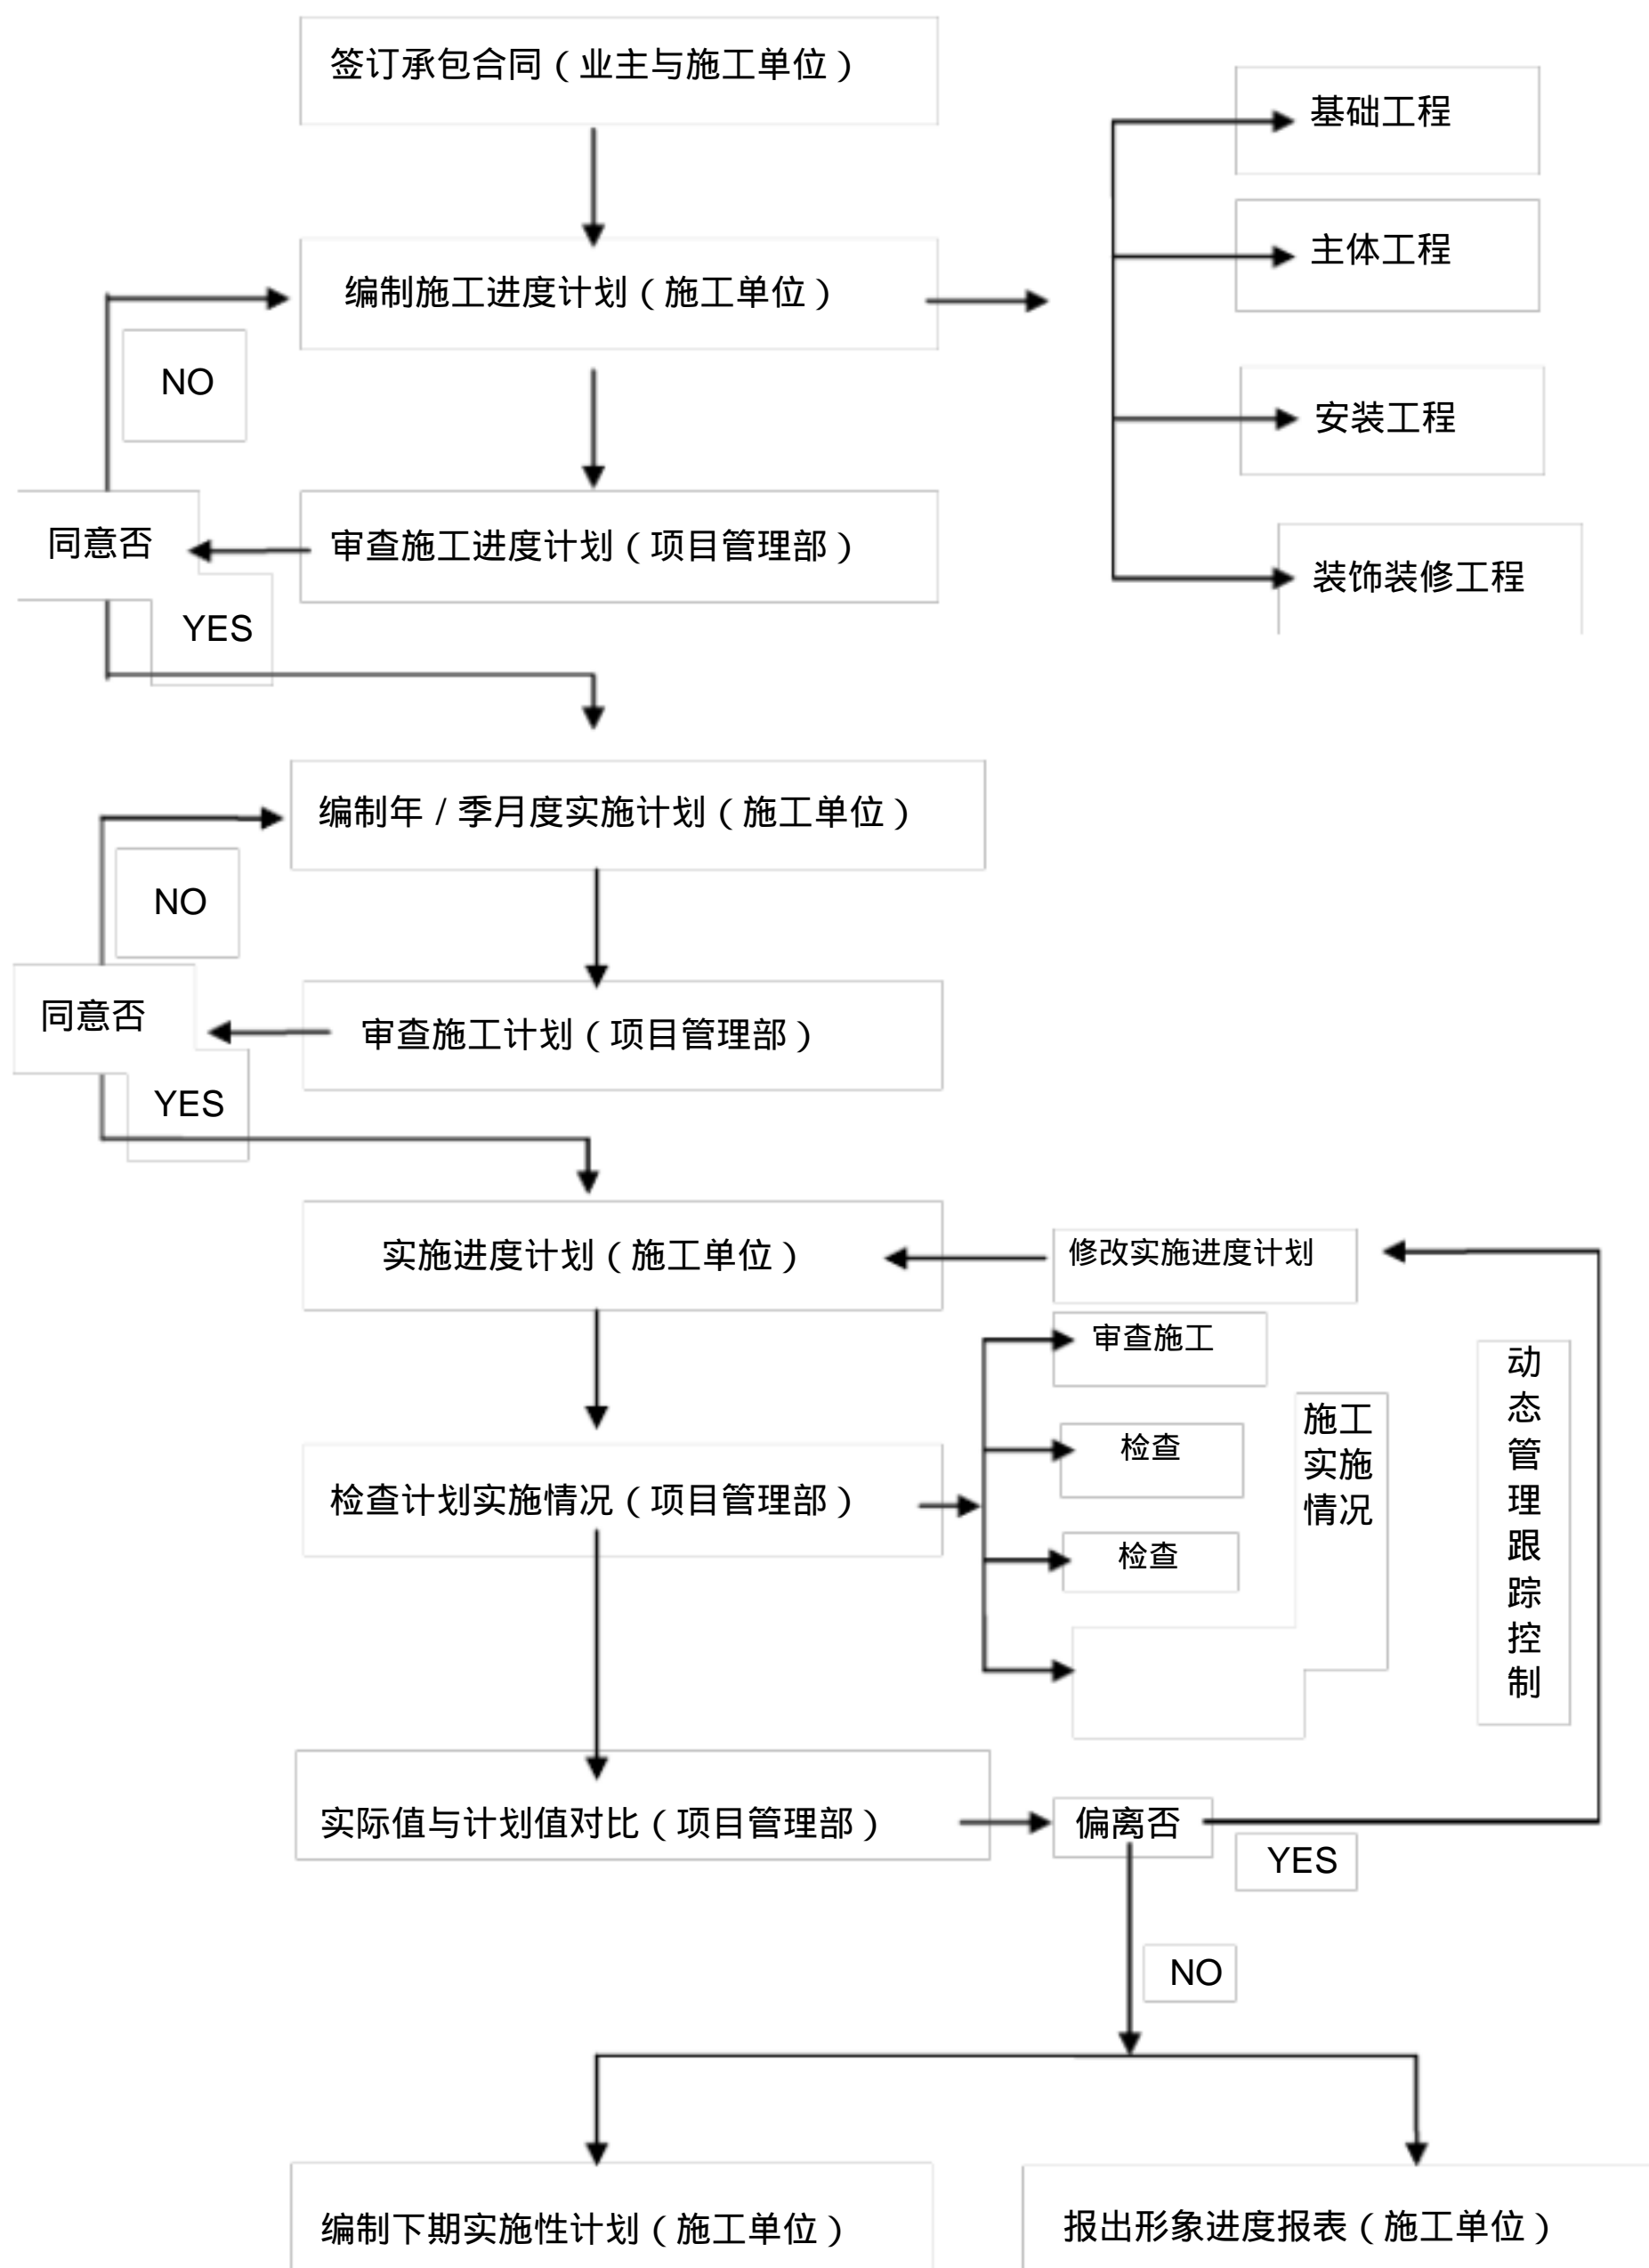 签订承包合同（业主与施工单位）
基础工程
主体工程
编制施工进度计划（施工单位）
NO
安装工程
同意否
审查施工进度计划（项目管理部）
装饰装修工程
YES
编制年 / 季月度实施计划（施工单位）
NO
同意否
审查施工计划（项目管理部）
YES
实施进度计划（施工单位）
修改实施进度计划
审查施工
检查
检查
施工
实施
情况
动
态
管
理
跟
踪
控
制
检查计划实施情况（项目管理部）
实际值与计划值对比（项目管理部）
偏离否
YES
NO
编制下期实施性计划（施工单位）
报出形象进度报表（施工单位）